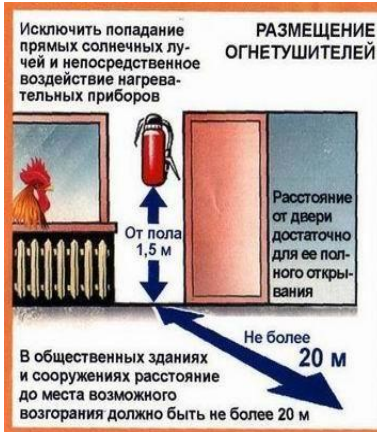 Исключить попадание
прямых солнечных лу-
чей и непосредственное
воздействие нагрева-
тельных приборов
РАЗМЕЩЕНИЕ
ОГНЕТУШИТЕЛЕЙ
От пола
1,5 м
Расстояние
от двери
достаточно
для ее пол-
ного откры-
вания
Не более
20 м
В общественных зданиях
и сооружениях расстояние
до места возможного
возгорания должно быть не более 20 м